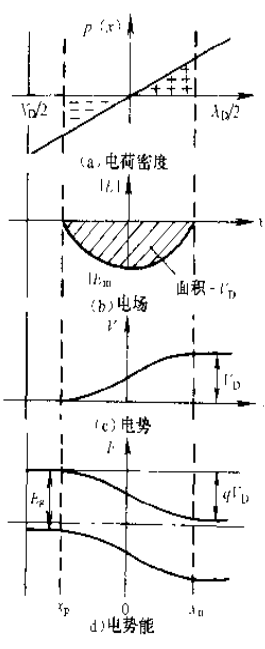 p(x)
X_D/2
X_D/2
(a)电荷密度
|E|
|E_m
面积=V_D
(b)电场
V
V_D
(c)电势
E
E_g
qV_D
x_p
0
x_n
d)电势能